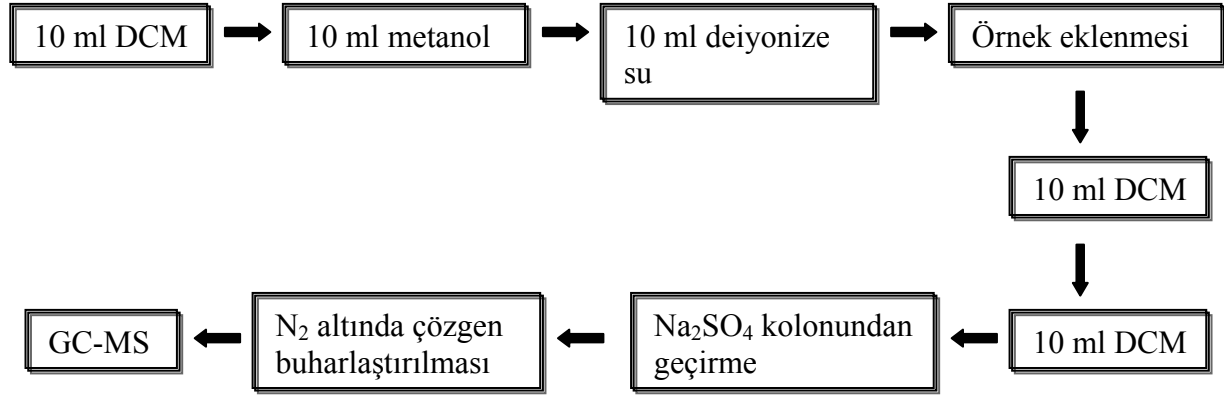 10 ml DCM
10 ml metanol
10 ml deiyonize
su
Örnek eklenmesi
10 ml DCM
10 ml DCM
Na₂SO₄ kolonundan
geçirme
N₂ altında çözgen
buharlaştırılması
GC-MS